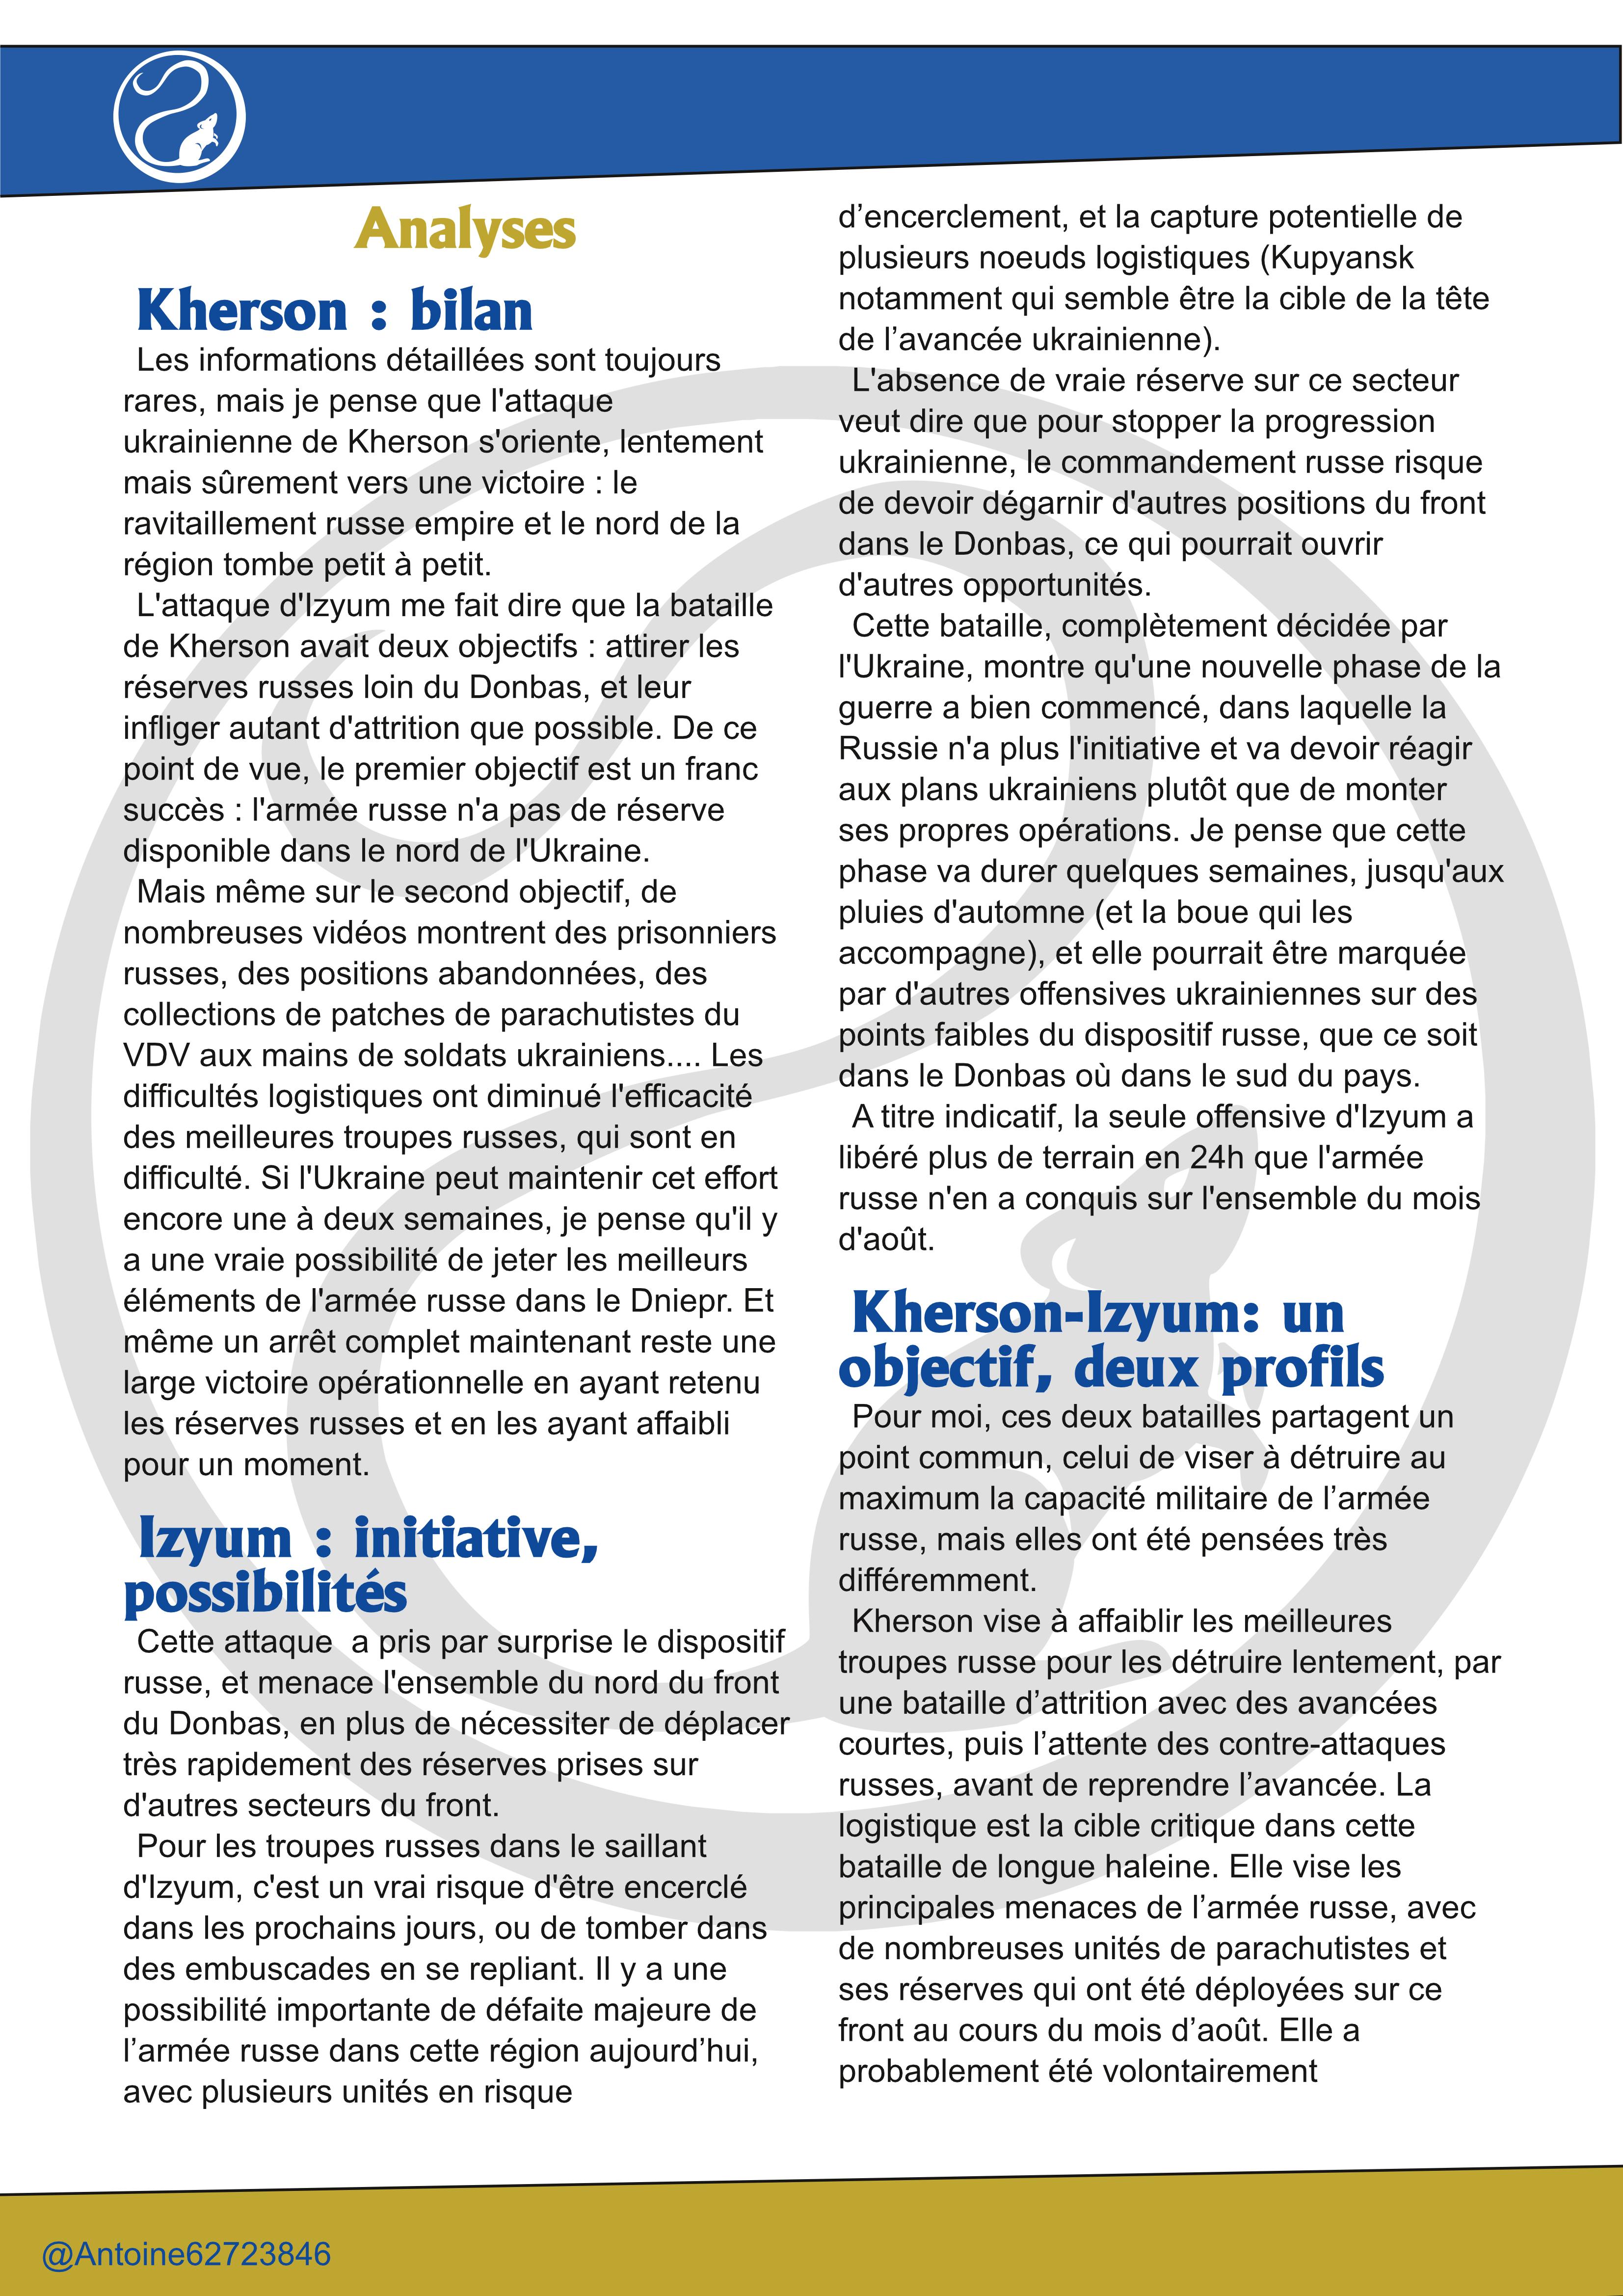 Analyses
Kherson : bilan
Les informations détaillées sont toujours
rares, mais je pense que l'attaque
ukrainienne de Kherson s'oriente, lentement
mais sûrement vers une victoire : le
ravitaillement russe empire et le nord de la
région tombe petit à petit.
L'attaque d'Izyum me fait dire que la bataille
de Kherson avait deux objectifs : attirer les
réserves russes loin du Donbas, et leur
infliger autant d'attrition que possible. De ce
point de vue, le premier objectif est un franc
succès : l'armée russe n'a pas de réserve
disponible dans le nord de l'Ukraine.
Mais même sur le second objectif, de
nombreuses vidéos montrent des prisonniers
russes, des positions abandonnées, des
collections de patches de parachutistes du
VDV aux mains de soldats ukrainiens.... Les
difficultés logistiques ont diminué l'efficacité
des meilleures troupes russes, qui sont en
difficulté. Si l'Ukraine peut maintenir cet effort
encore une à deux semaines, je pense qu'il y
a une vraie possibilité de jeter les meilleurs
éléments de l'armée russe dans le Dniepr. Et
même un arrêt complet maintenant reste une
large victoire opérationnelle en ayant retenu
les réserves russes et en les ayant affaibli
pour un moment.
Izyum : initiative,
possibilités
Cette attaque  a pris par surprise le dispositif
russe, et menace l'ensemble du nord du front
du Donbas, en plus de nécessiter de déplacer
très rapidement des réserves prises sur
d'autres secteurs du front.
Pour les troupes russes dans le saillant
d'Izyum, c'est un vrai risque d'être encerclé
dans les prochains jours, ou de tomber dans
des embuscades en se repliant. Il y a une
possibilité importante de défaite majeure de
l’armée russe dans cette région aujourd’hui,
avec plusieurs unités en risque
d’encerclement, et la capture potentielle de
plusieurs noeuds logistiques (Kupyansk
notamment qui semble être la cible de la tête
de l’avancée ukrainienne).
L'absence de vraie réserve sur ce secteur
veut dire que pour stopper la progression
ukrainienne, le commandement russe risque
de devoir dégarnir d'autres positions du front
dans le Donbas, ce qui pourrait ouvrir
d'autres opportunités.
Cette bataille, complètement décidée par
l'Ukraine, montre qu'une nouvelle phase de la
guerre a bien commencé, dans laquelle la
Russie n'a plus l'initiative et va devoir réagir
aux plans ukrainiens plutôt que de monter
ses propres opérations. Je pense que cette
phase va durer quelques semaines, jusqu'aux
pluies d'automne (et la boue qui les
accompagne), et elle pourrait être marquée
par d'autres offensives ukrainiennes sur des
points faibles du dispositif russe, que ce soit
dans le Donbas où dans le sud du pays.
A titre indicatif, la seule offensive d'Izyum a
libéré plus de terrain en 24h que l'armée
russe n'en a conquis sur l'ensemble du mois
d'août.
Kherson-Izyum: un
objectif, deux profils
Pour moi, ces deux batailles partagent un
point commun, celui de viser à détruire au
maximum la capacité militaire de l’armée
russe, mais elles ont été pensées très
différemment.
Kherson vise à affaiblir les meilleures
troupes russe pour les détruire lentement, par
une bataille d’attrition avec des avancées
courtes, puis l’attente des contre-attaques
russes, avant de reprendre l’avancée. La
logistique est la cible critique dans cette
bataille de longue haleine. Elle vise les
principales menaces de l’armée russe, avec
de nombreuses unités de parachutistes et
ses réserves qui ont été déployées sur ce
front au cours du mois d’août. Elle a
probablement été volontairement
@Antoine62723846